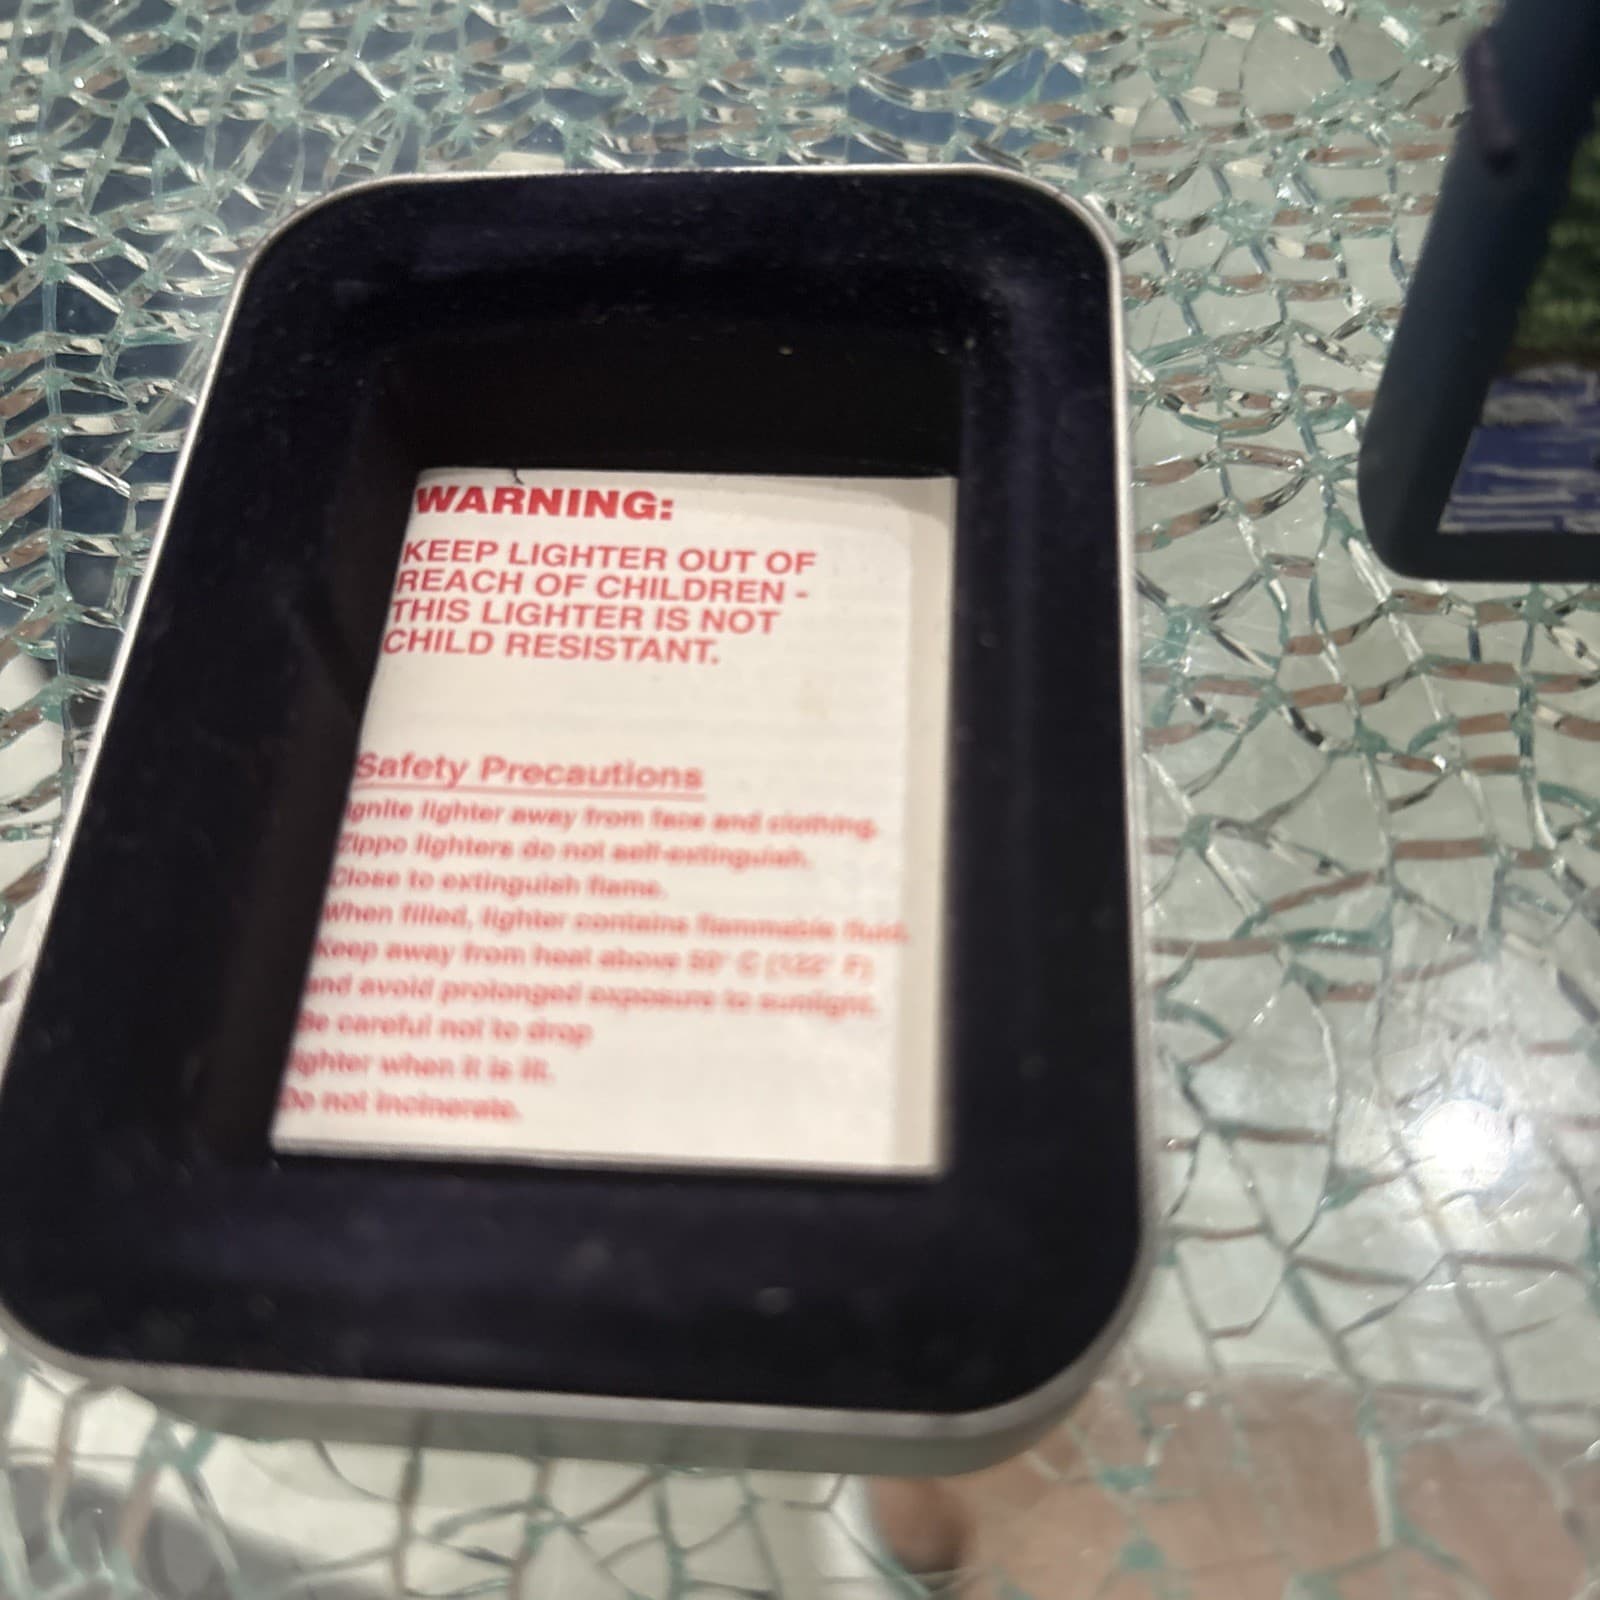 WARNING:
KEEP LIGHTER OUT OF
REACH OF CHILDREN -
THIS LIGHTER IS NOT
CHILD RESISTANT.
Safety Precautions
Ignite lighter away from face and clothing.
Zippo lighters do not self-extinguish.
Close to extinguish flame.
When filled, lighter contains flammable fluid.
Keep away from heat above 50° C (122° F)
and avoid prolonged exposure to sunlight.
Be careful not to drop
lighter when it is lit.
Do not incinerate.